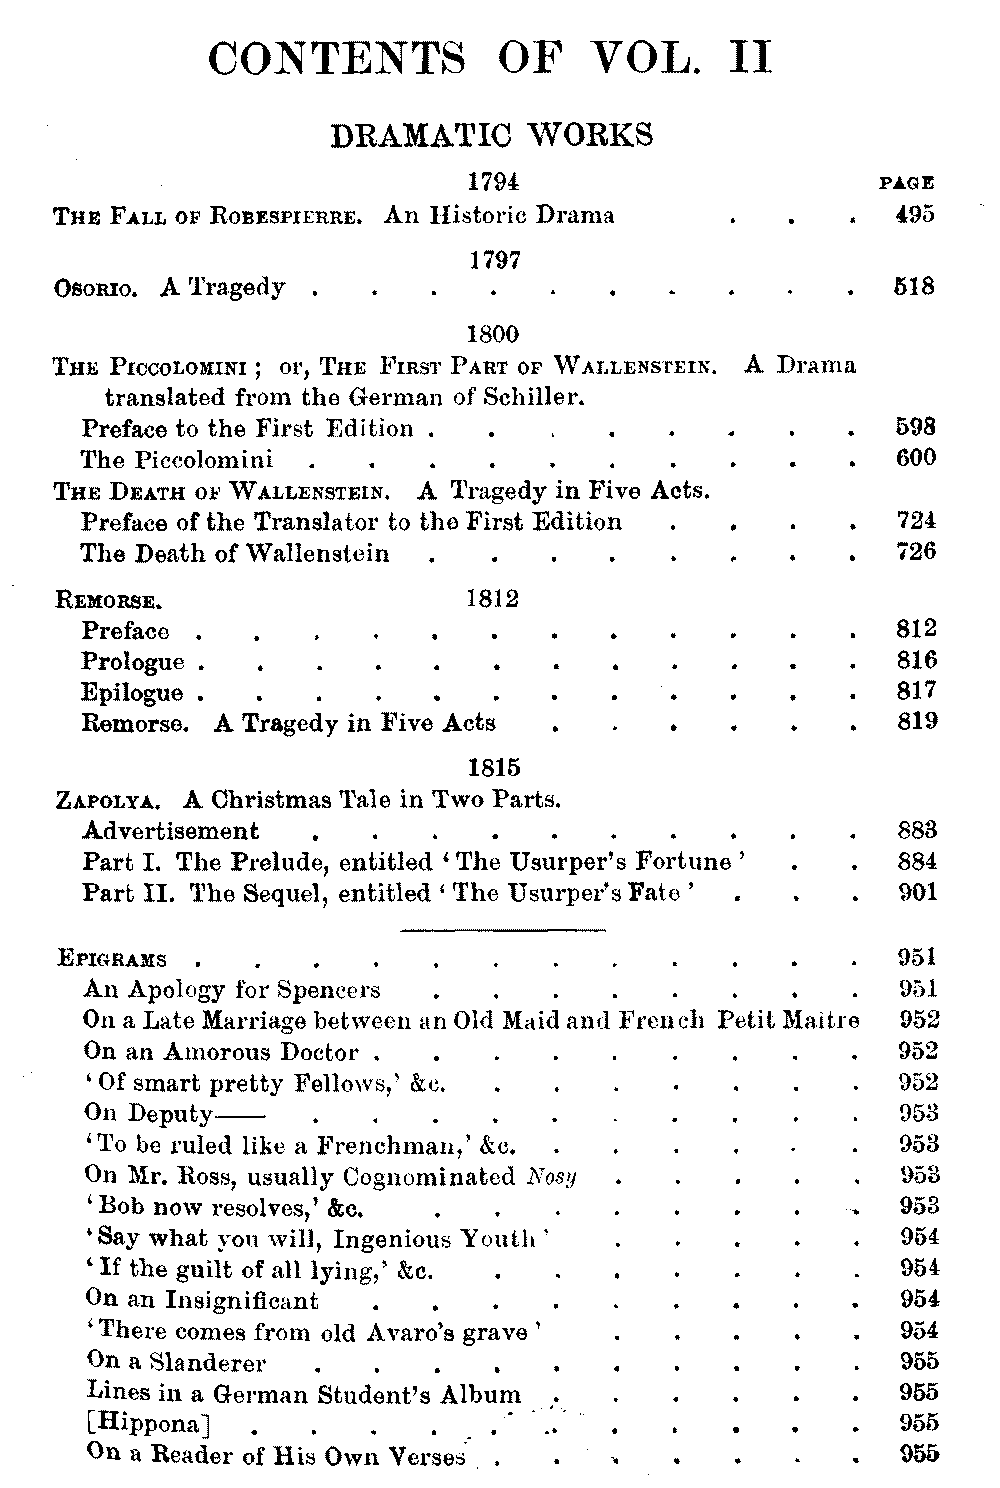 CONTENTS OF VOL. II
DRAMATIC WORKS
1794 PAGE
THE FALL OF ROBESPIERRE. An Historic Drama . . . 495
1797
OSORIO. A Tragedy . . . . . . . . . . 518
1800
THE PICCOLOMINI ; or, THE FIRST PART OF WALLENSTEIN. A Drama
translated from the German of Schiller.
Preface to the First Edition . . . . . . . . 598
The Piccolomini . . . . . . . . . . 600
THE DEATH OF WALLENSTEIN. A Tragedy in Five Acts.
Preface of the Translator to the First Edition . . . . 724
The Death of Wallenstein . . . . . . . . 726
REMORSE. 1812
Preface . . . . . . . . . . . . 812
Prologue . . . . . . . . . . . . 816
Epilogue . . . . . . . . . . . . 817
Remorse. A Tragedy in Five Acts . . . . . . 819
1815
ZAPOLYA. A Christmas Tale in Two Parts.
Advertisement . . . . . . . . . . 883
Part I. The Prelude, entitled ‘ The Usurper's Fortune ’ . . 884
Part II. The Sequel, entitled ‘ The Usurper's Fate ’ . . . 901
EPIGRAMS . . . . . . . . . . . . 951
An Apology for Spencers . . . . . . . . 951
On a Late Marriage between an Old Maid and French Petit Maitre 952
On an Amorous Doctor . . . . . . . . . 952
‘ Of smart pretty Fellows,’ &c. . . . . . . . 952
On Deputy—— . . . . . . . . . . 953
‘ To be ruled like a Frenchman,’ &c. . . . . . . 953
On Mr. Ross, usually Cognominated Nosy . . . . . 953
‘ Bob now resolves,’ &c. . . . . . . . . 953
‘ Say what you will, Ingenious Youth ’ . . . . . 954
‘ If the guilt of all lying,’ &c. . . . . . . . 954
On an Insignificant . . . . . . . . . 954
‘ There comes from old Avaro's grave ’ . . . . . 954
On a Slanderer . . . . . . . . . . 955
Lines in a German Student's Album . . . . . . 955
[Hippona] . . . . . . . . . . . 955
On a Reader of His Own Verses . . . . . . . 955